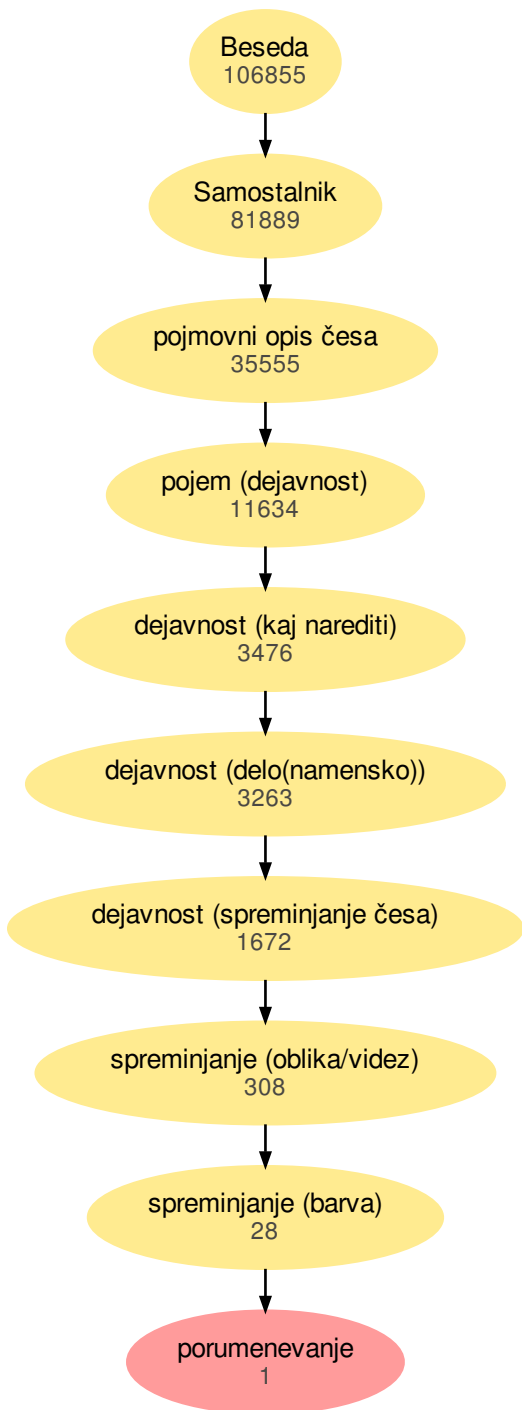 Beseda
106855
Samostalnik
81889
pojmovni opis česa
35555
pojem (dejavnost)
11634
dejavnost (kaj narediti)
3476
dejavnost (delo(namensko))
3263
dejavnost (spreminjanje česa)
1672
spreminjanje (oblika/videz)
308
spreminjanje (barva)
28
porumenevanje
1